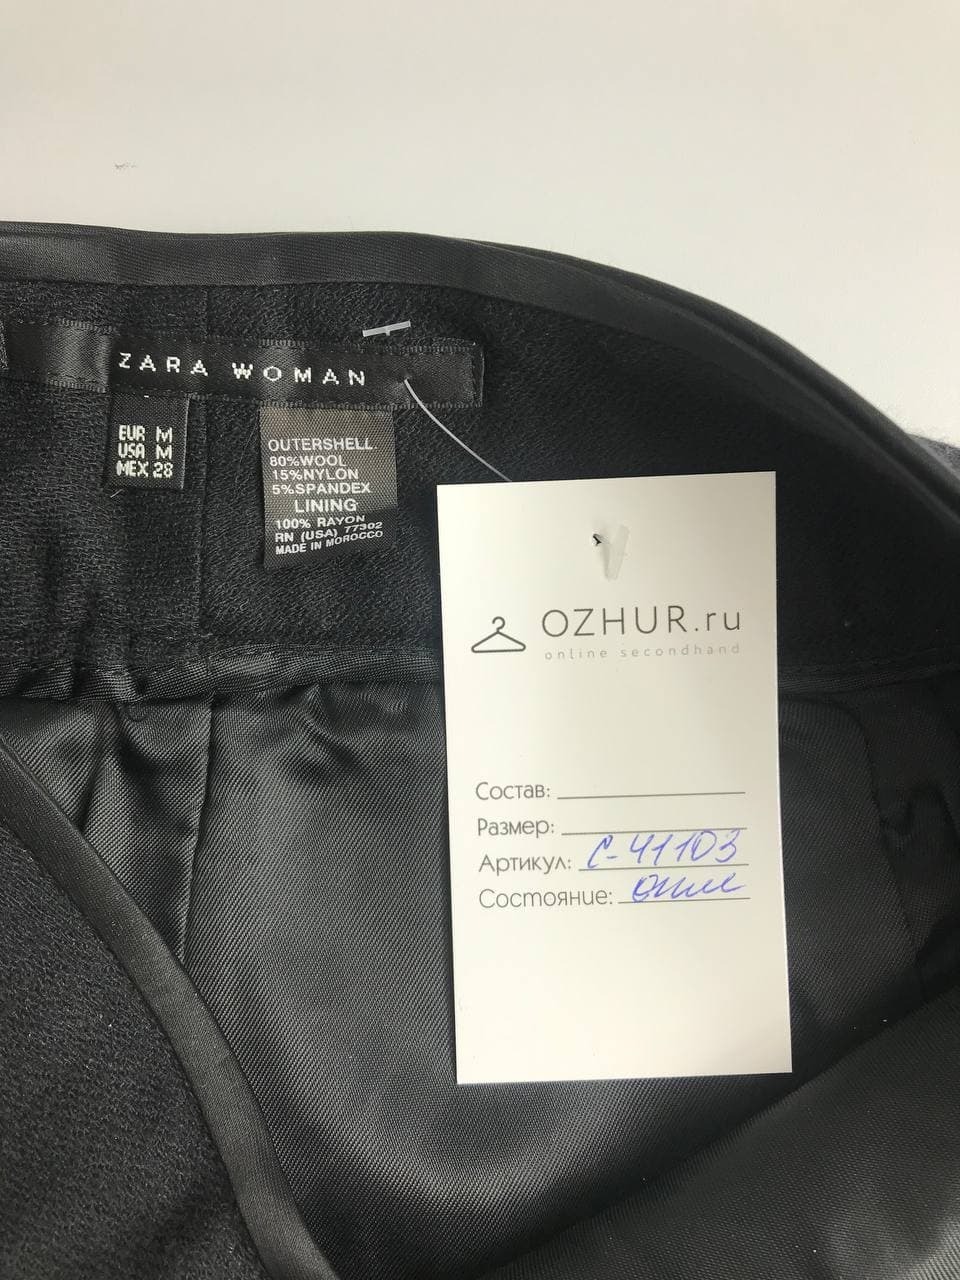 ZARA WOMAN
EUR M
USA M
MEX 28
OUTERSHELL
80%WOOL
15%NYLON
5%SPANDEX
LINING
100% RAYON
RN (USA) 77302
MADE IN MOROCCO
OZHUR.ru
online secondhand
Состав:
Размер:
Артикул: С-41103
Состояние: отл